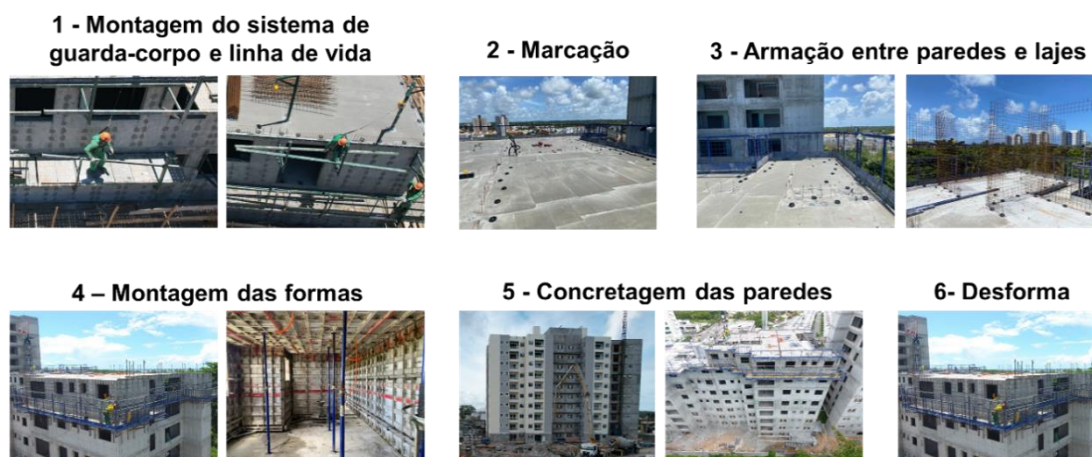 1 - Montagem do sistema de
guarda-corpo e linha de vida
2 - Marcação
3 - Armação entre paredes e lajes
4 – Montagem das formas
5 - Concretagem das paredes
6- Desforma